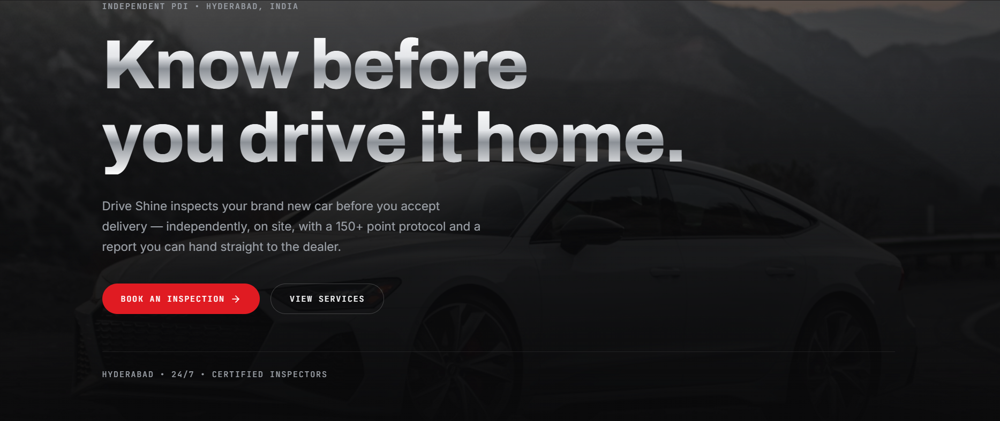 INDEPENDENT PDI • HYDERABAD, INDIA
Know before
you drive it home.
Drive Shine inspects your brand new car before you accept
delivery — independently, on site, with a 150+ point protocol and a
report you can hand straight to the dealer.
BOOK AN INSPECTION →
VIEW SERVICES
HYDERABAD • 24/7 • CERTIFIED INSPECTORS